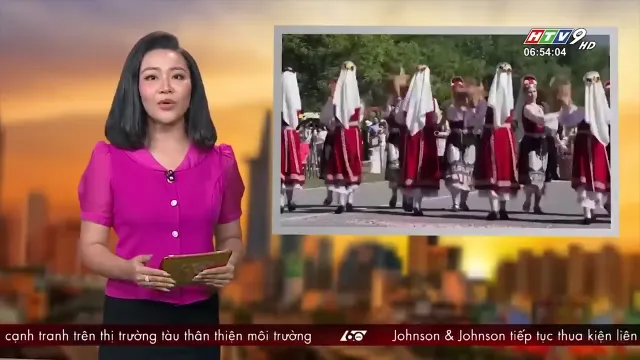 HTV9 HD
06:54:04
cạnh tranh trên thị trường tàu thân thiện môi trường 60 Johnson & Johnson tiếp tục thua kiện liên